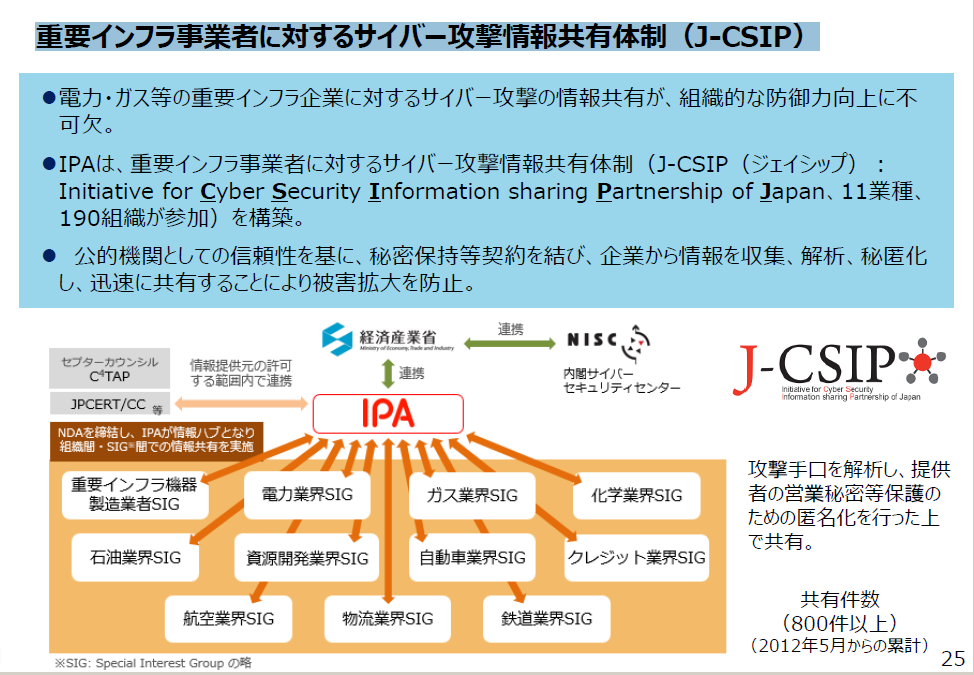 重要インフラ事業者に対するサイバー攻撃情報共有体制（J-CSIP）
●電力・ガス等の重要インフラ企業に対するサイバー攻撃の情報共有が、組織的な防御力向上に不
可欠。
●IPAは、重要インフラ事業者に対するサイバー攻撃情報共有体制（J-CSIP（ジェイシップ）：
Initiative for Cyber Security Information sharing Partnership of Japan、11業種、
190組織が参加）を構築。
● 公的機関としての信頼性を基に、秘密保持等契約を結び、企業から情報を収集、解析、秘匿化
し、迅速に共有することにより被害拡大を防止。
経済産業省
Ministry of Economy, Trade and Industry
連携
NISC
内閣サイバー
セキュリティセンター
セプターカウンシル
C⁴TAP
JPCERT/CC 等
情報提供元の許可
する範囲内で連携
連携
IPA
J-CSIP
Initiative for Cyber Security
Information sharing Partnership of Japan
NDAを締結し、IPAが情報ハブとなり
組織間・SIG※間での情報共有を実施
重要インフラ機器
製造業者SIG
電力業界SIG
ガス業界SIG
化学業界SIG
石油業界SIG
資源開発業界SIG
自動車業界SIG
クレジット業界SIG
航空業界SIG
物流業界SIG
鉄道業界SIG
※SIG: Special Interest Group の略
攻撃手口を解析し、提供
者の営業秘密等保護の
ための匿名化を行った上
で共有。
共有件数
（800件以上）
（2012年5月からの累計）
25